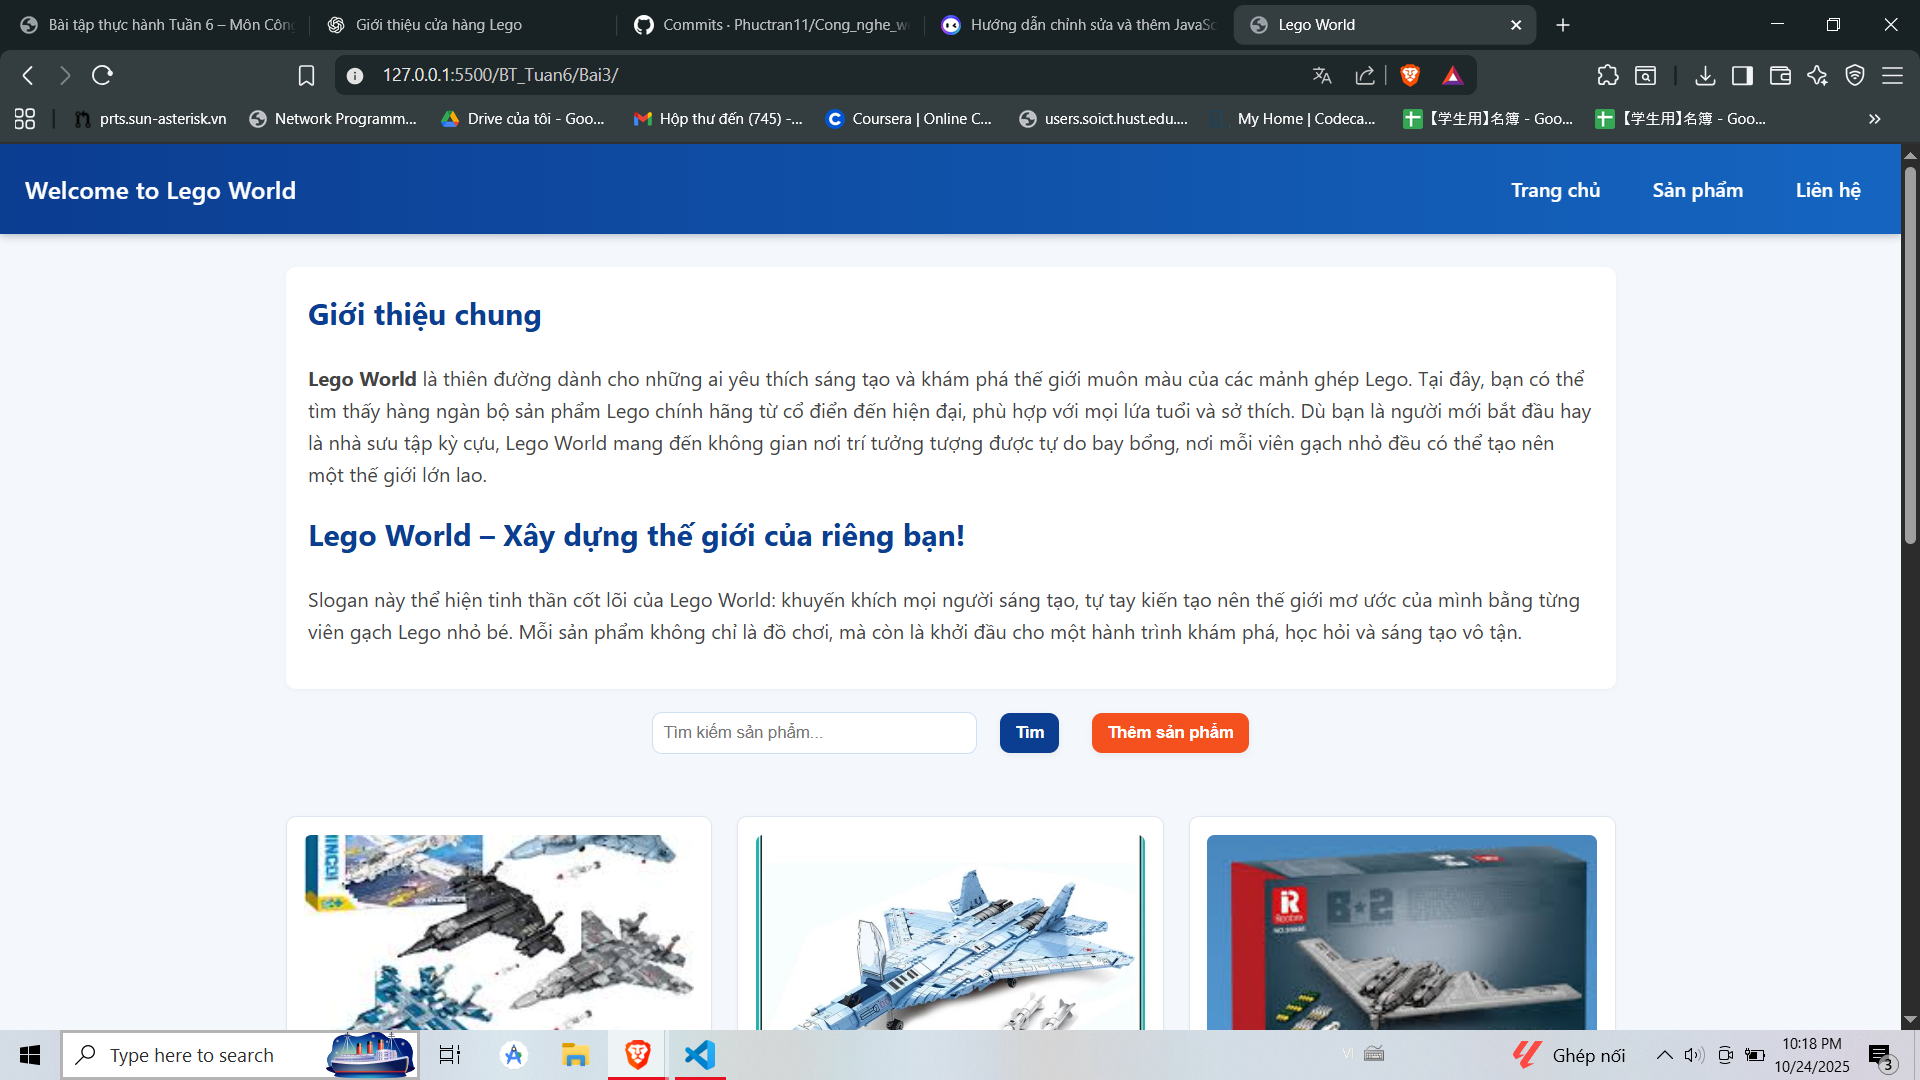 Bài tập thực hành Tuần 6 – Môn Công
Giới thiệu cửa hàng Lego
Commits · Phuctran11/Cong_nghe_w
Hướng dẫn chỉnh sửa và thêm JavaSc
Lego World
127.0.0.1:5500/BT_Tuan6/Bai3/
prts.sun-asterisk.vn
Network Programm...
Drive của tôi - Goo...
Hộp thư đến (745) -...
Coursera | Online C...
users.soict.hust.edu....
My Home | Codeca...
【学生用】名簿 - Goo...
【学生用】名簿 - Goo...
Welcome to Lego World
Trang chủ
Sản phẩm
Liên hệ
Giới thiệu chung
Lego World là thiên đường dành cho những ai yêu thích sáng tạo và khám phá thế giới muôn màu của các mảnh ghép Lego. Tại đây, bạn có thể
tìm thấy hàng ngàn bộ sản phẩm Lego chính hãng từ cổ điển đến hiện đại, phù hợp với mọi lứa tuổi và sở thích. Dù bạn là người mới bắt đầu hay
là nhà sưu tập kỳ cựu, Lego World mang đến không gian nơi trí tưởng tượng được tự do bay bổng, nơi mỗi viên gạch nhỏ đều có thể tạo nên
một thế giới lớn lao.
Lego World – Xây dựng thế giới của riêng bạn!
Slogan này thể hiện tinh thần cốt lõi của Lego World: khuyến khích mọi người sáng tạo, tự tay kiến tạo nên thế giới mơ ước của mình bằng từng
viên gạch Lego nhỏ bé. Mỗi sản phẩm không chỉ là đồ chơi, mà còn là khởi đầu cho một hành trình khám phá, học hỏi và sáng tạo vô tận.
Tìm kiếm sản phẩm...
Tìm
Thêm sản phẩm
B★2
Type here to search
VI
Ghép nối
10:18 PM
10/24/2025
3